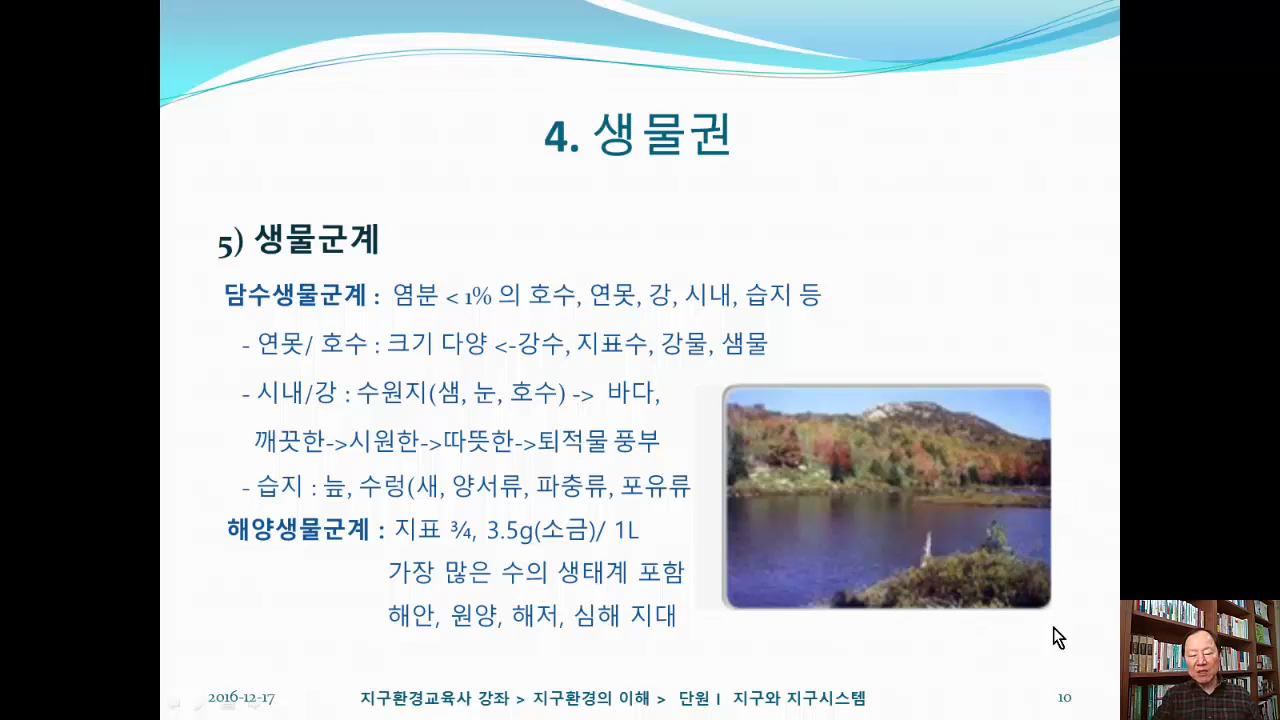 4. 생물권
5) 생물군계
담수생물군계 : 염분 < 1% 의 호수, 연못, 강, 시내, 습지 등
- 연못/ 호수 : 크기 다양 <-강수, 지표수, 강물, 샘물
- 시내/강 : 수원지(샘, 눈, 호수) -> 바다,
깨끗한->시원한->따뜻한->퇴적물 풍부
- 습지 : 늪, 수렁(새, 양서류, 파충류, 포유류
해양생물군계 : 지표 ¾, 3.5g(소금)/ 1L
가장 많은 수의 생태계 포함
해안, 원양, 해저, 심해 지대
2016-12-17 지구환경교육사 강좌 > 지구환경의 이해 > 단원 I 지구와 지구시스템 10